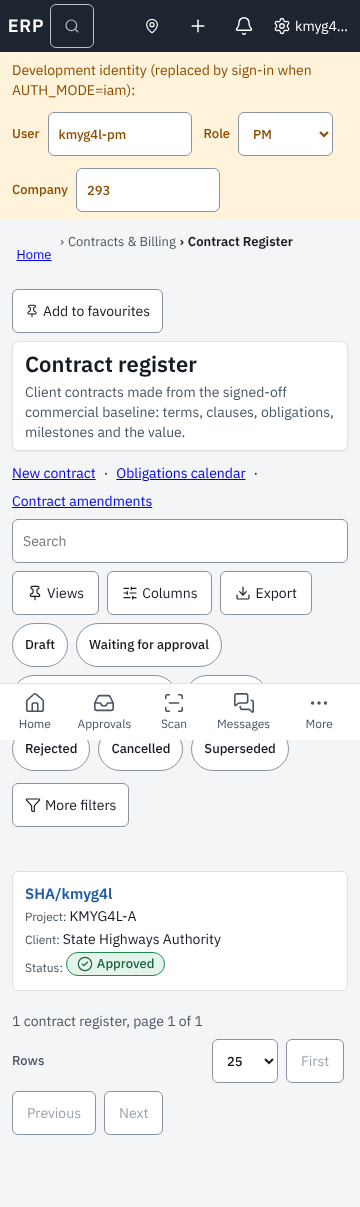 ERP kmyg4...
Development identity (replaced by sign-in when
AUTH_MODE=iam):
User kmyg4l-pm Role PM
Company 293
Home › Contracts & Billing › Contract Register
Add to favourites
Contract register
Client contracts made from the signed-off
commercial baseline: terms, clauses, obligations,
milestones and the value.
New contract · Obligations calendar ·
Contract amendments
Search
Views Columns Export
Draft Waiting for approval
Home Approvals Scan Messages More
Rejected Cancelled Superseded
More filters
SHA/kmyg4l
Project: KMYG4L-A
Client: State Highways Authority
Status: Approved
1 contract register, page 1 of 1
Rows 25 First
Previous Next